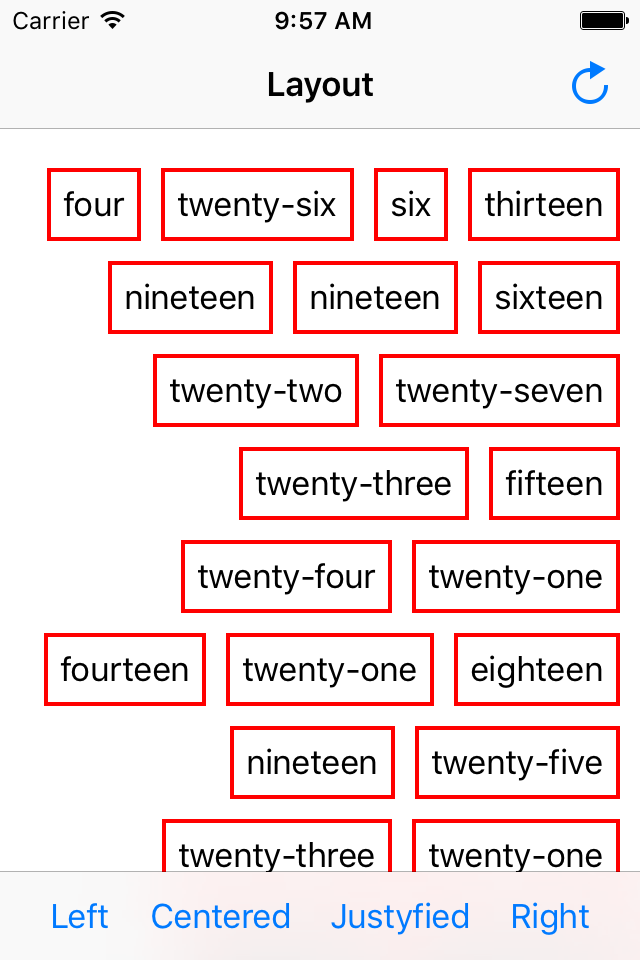 Carrier 9:57 AM
Layout
four twenty-six six thirteen
nineteen nineteen sixteen
twenty-two twenty-seven
twenty-three fifteen
twenty-four twenty-one
fourteen twenty-one eighteen
nineteen twenty-five
twenty-three twenty-one
Left Centered Justyfied Right